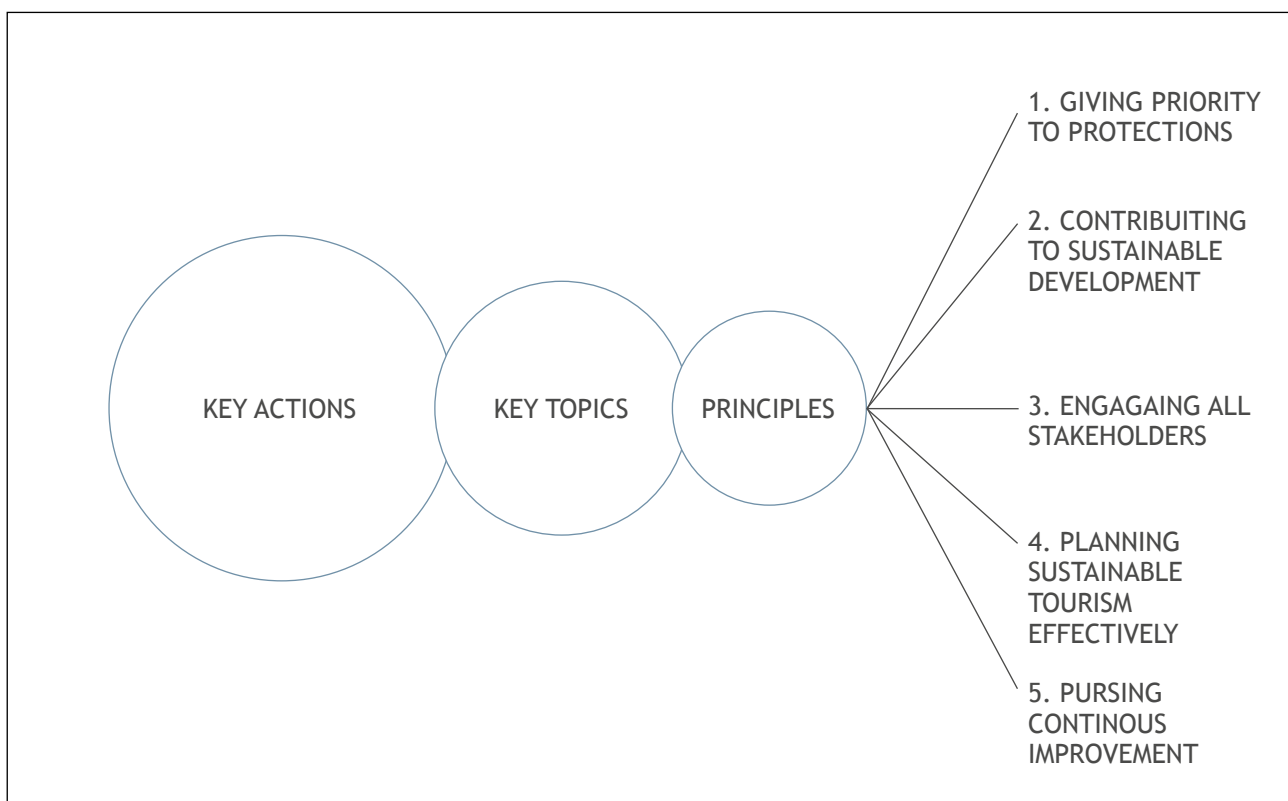 KEY ACTIONS
KEY TOPICS
PRINCIPLES
1. GIVING PRIORITY
TO PROTECTIONS
2. CONTRIBUITING
TO SUSTAINABLE
DEVELOPMENT
3. ENGAGAING ALL
STAKEHOLDERS
4. PLANNING
SUSTAINABLE
TOURISM
EFFECTIVELY
5. PURSING
CONTINOUS
IMPROVEMENT